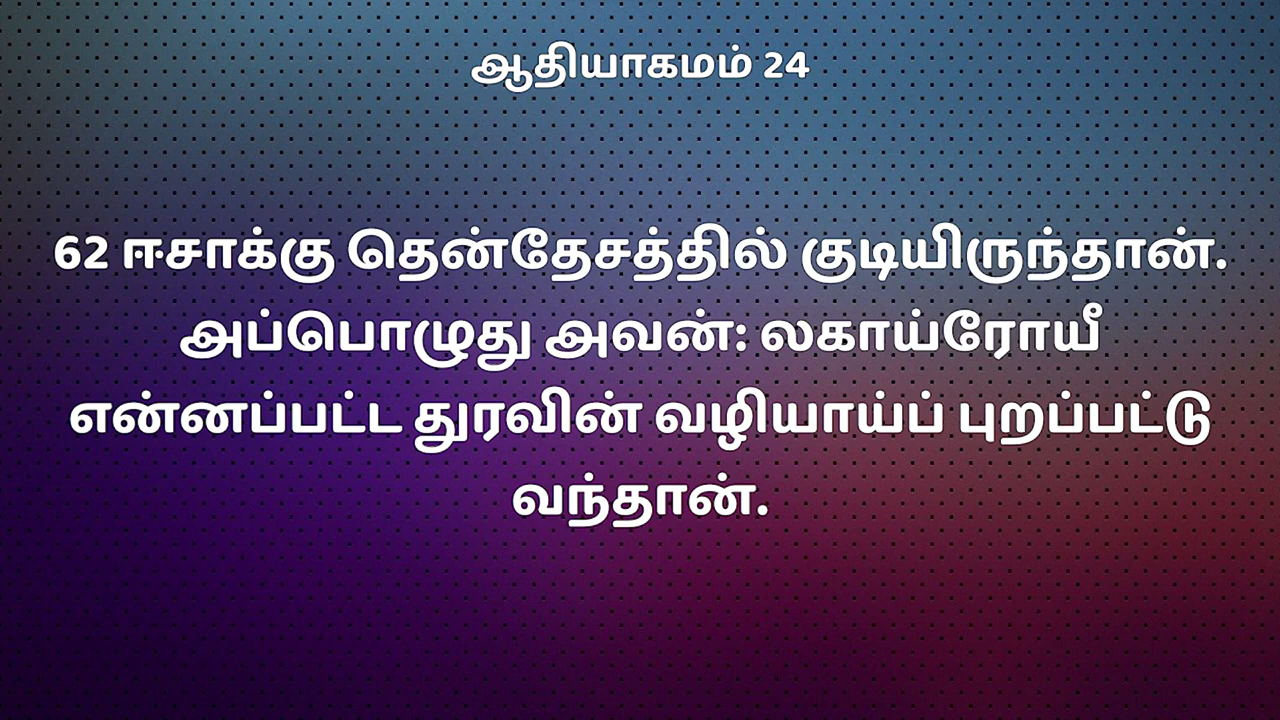 ஆதியாகமம் 24
62 ஈசாக்கு தென்தேசத்தில் குடியிருந்தான்.
அப்பொழுது அவன்: லகாய்ரோயீ
என்னப்பட்ட துரவின் வழியாய்ப் புறப்பட்டு
வந்தான்.